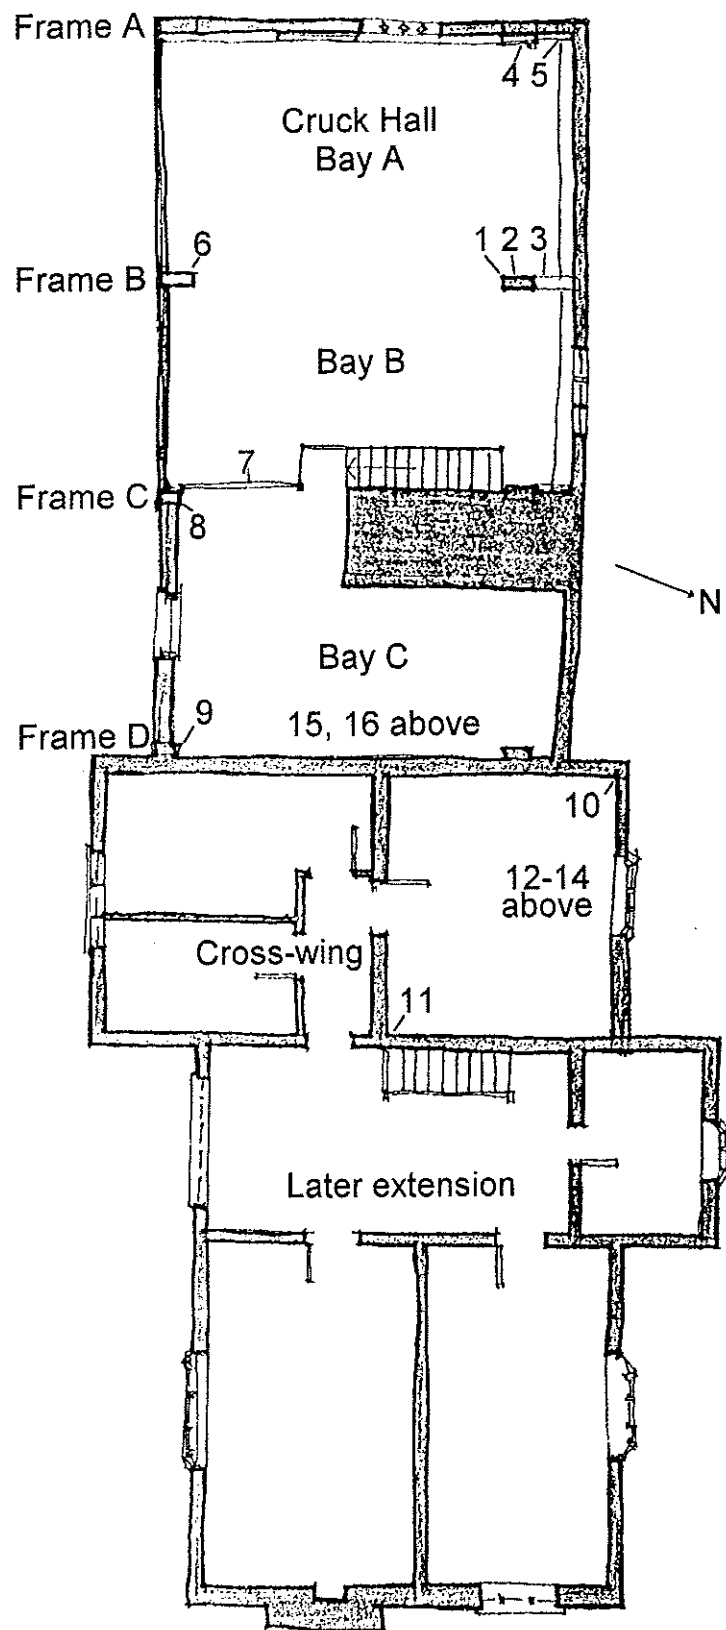 Frame A
4 5
Cruck Hall
Bay A
6
1 2 3
Frame B
Bay B
7
Frame C
8
N
Bay C
9
Frame D
15, 16 above
10
12-14
above
Cross-wing
11
Later extension